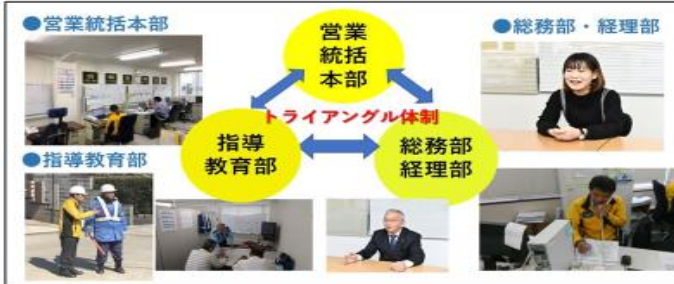 ●営業統括本部
営業
統括
本部
●総務部・経理部
トライアングル体制
指導
教育部
総務部
経理部
●指導教育部